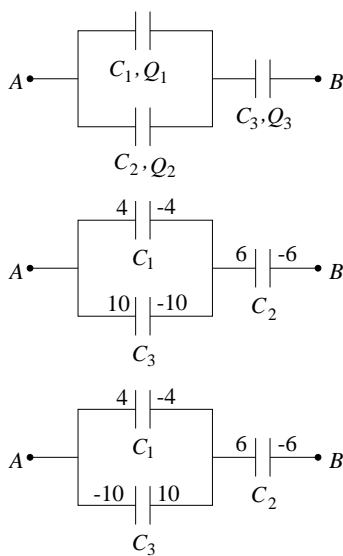 C₁, Q₁
A B
C₃, Q₃
C₂, Q₂
4 -4
C₁
A 6 -6 B
10 -10 C₂
C₃
4 -4
C₁
A 6 -6 B
-10 10 C₂
C₃